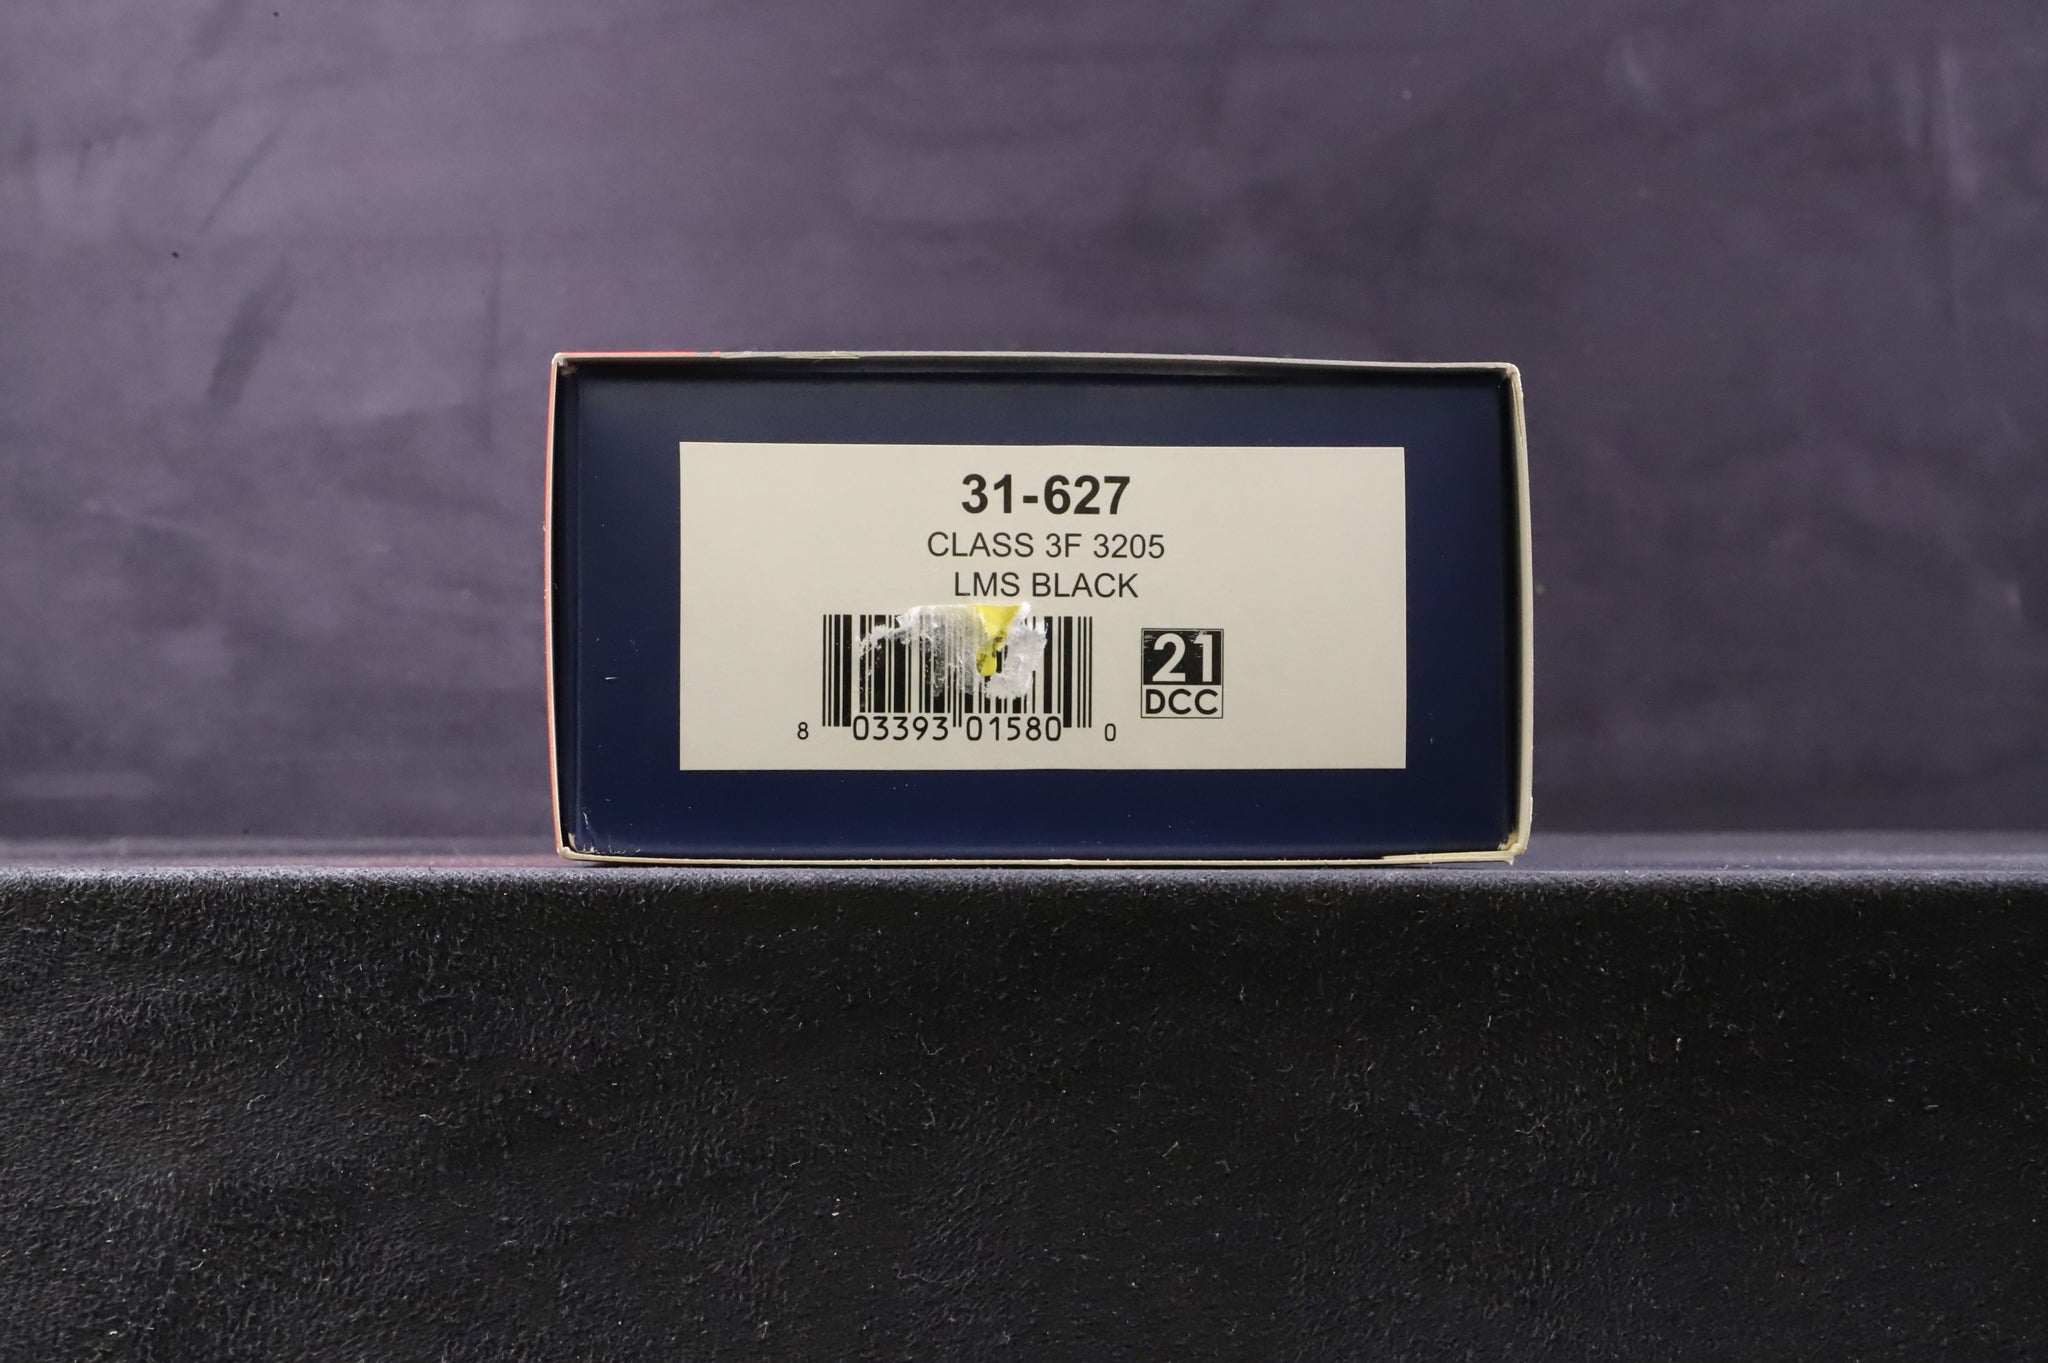 31-627
CLASS 3F 3205
LMS BLACK
21
DCC
8 03393 01580 0